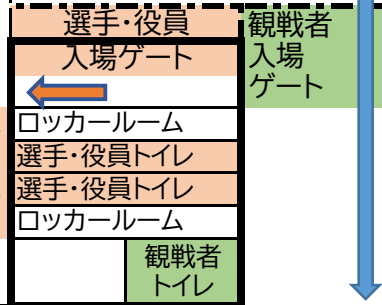 選手・役員
入場ゲート
観戦者
入場
ゲート
ロッカールーム
選手・役員トイレ
選手・役員トイレ
ロッカールーム
観戦者
トイレ